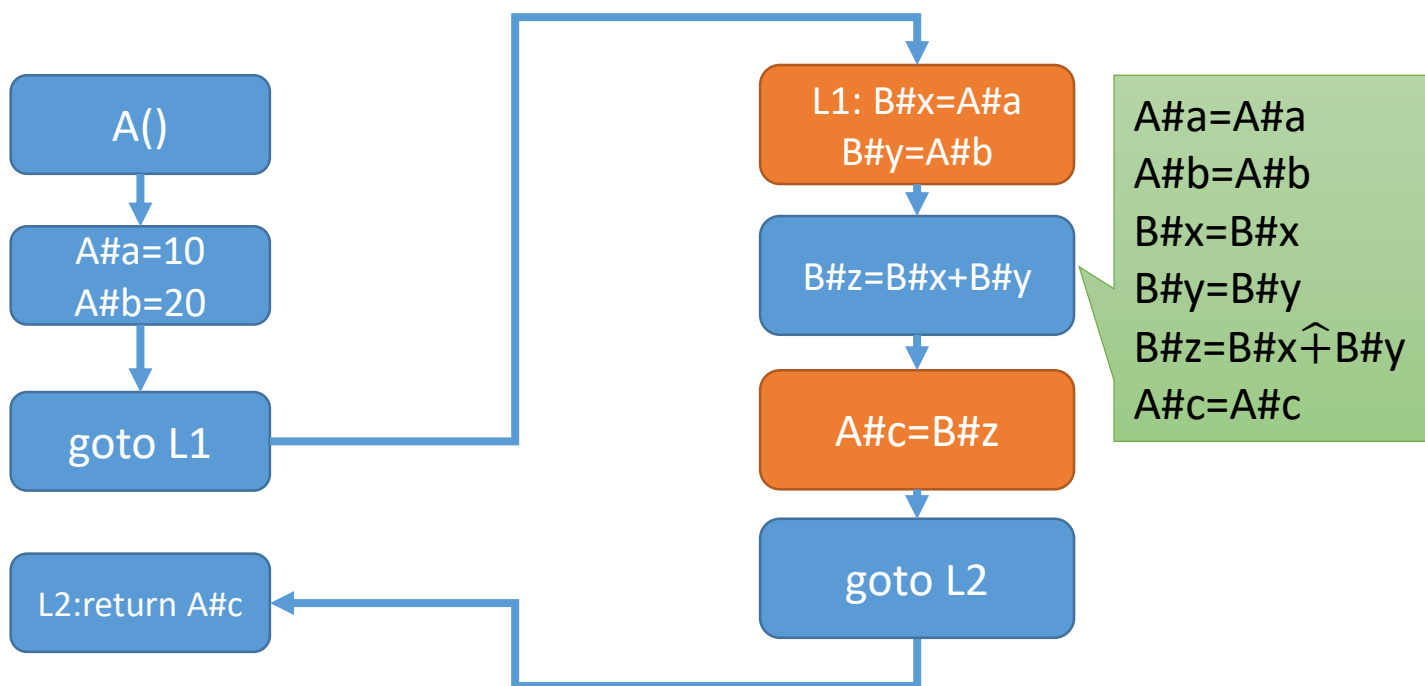 A()
A#a=10
A#b=20
goto L1
L2:return A#c
L1: B#x=A#a
B#y=A#b
B#z=B#x+B#y
A#c=B#z
goto L2
A#a=A#a
A#b=A#b
B#x=B#x
B#y=B#y
B#z=B#x+̂B#y
A#c=A#c